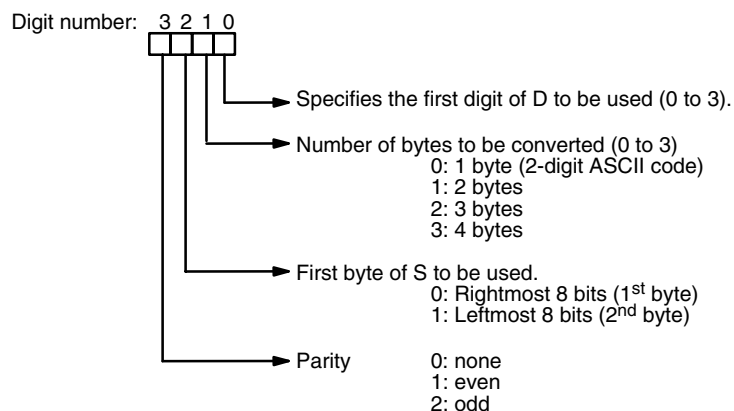 Digit number: 3 2 1 0
Specifies the first digit of D to be used (0 to 3).
Number of bytes to be converted (0 to 3)
0: 1 byte (2-digit ASCII code)
1: 2 bytes
2: 3 bytes
3: 4 bytes
First byte of S to be used.
0: Rightmost 8 bits (1st byte)
1: Leftmost 8 bits (2nd byte)
Parity 0: none
1: even
2: odd